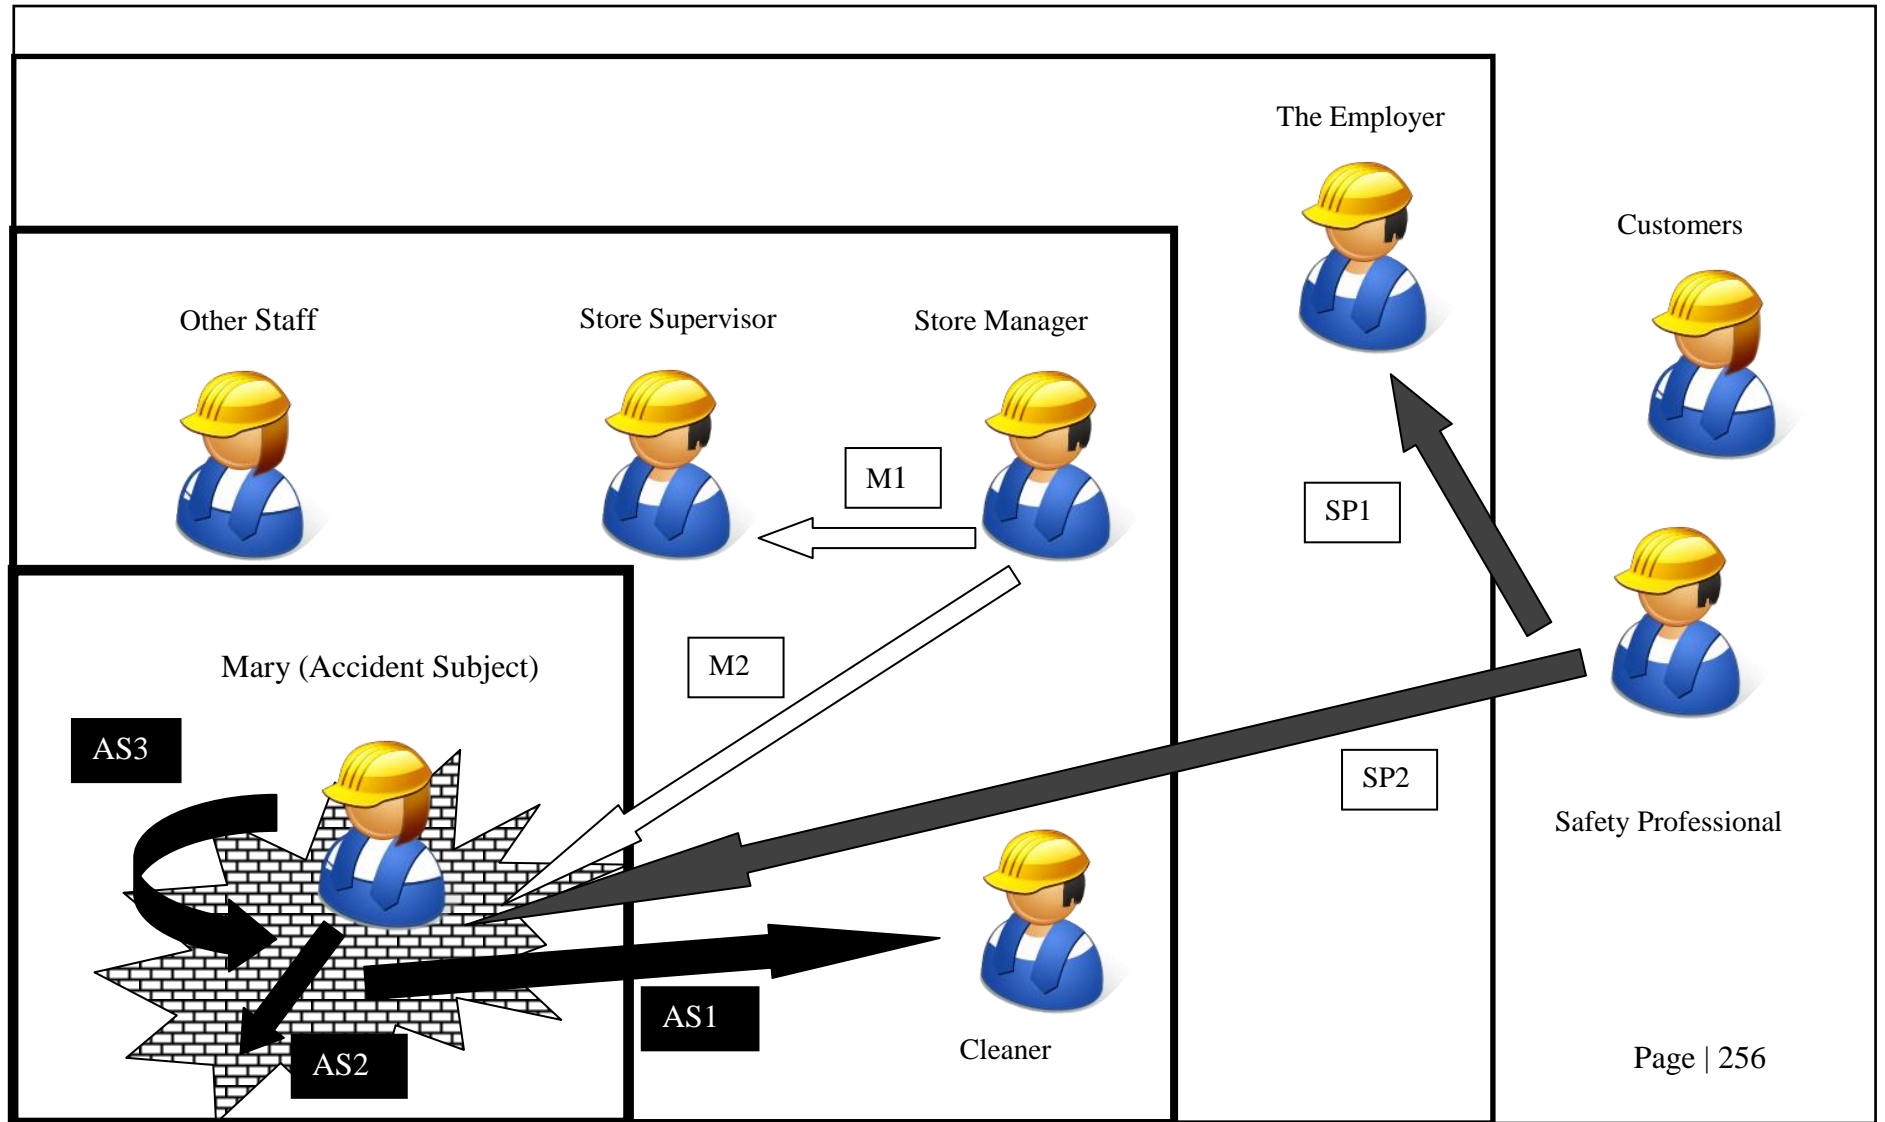 The Employer
Customers
Other Staff
Store Supervisor
Store Manager
M1
SP1
M2
Mary (Accident Subject)
AS3
SP2
Safety Professional
AS1
Cleaner
AS2
Page | 256